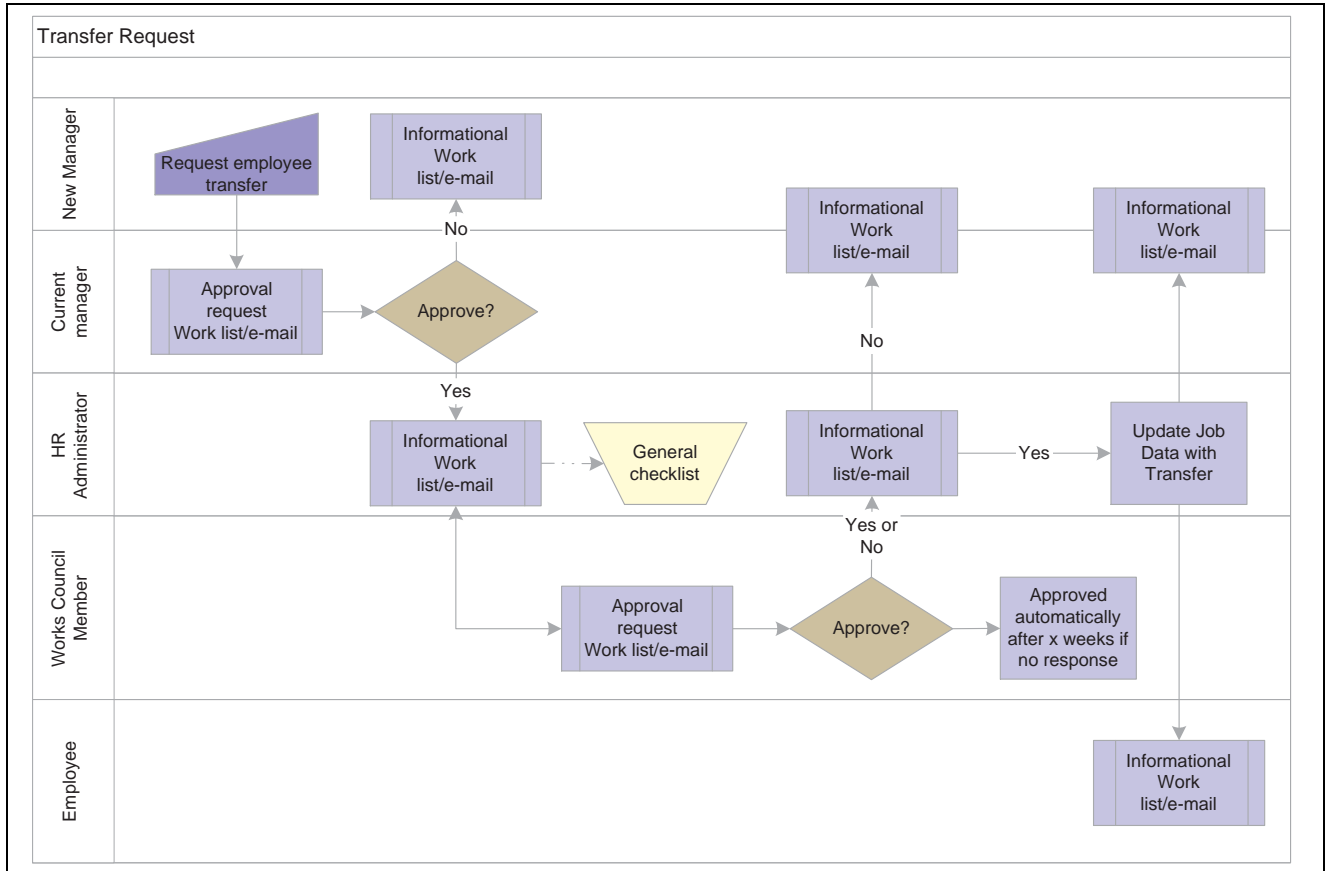 Transfer Request
New Manager
Request employee
transfer
Informational
Work
list/e-mail
Informational
Work
list/e-mail
Informational
Work
list/e-mail
No
Current
manager
Approval
request
Work list/e-mail
Approve?
No
Yes
HR
Administrator
Informational
Work
list/e-mail
General
checklist
Informational
Work
list/e-mail
Yes
Update Job
Data with
Transfer
Yes or
No
Works Council
Member
Approval
request
Work list/e-mail
Approve?
Approved
automatically
after x weeks if
no response
Employee
Informational
Work
list/e-mail